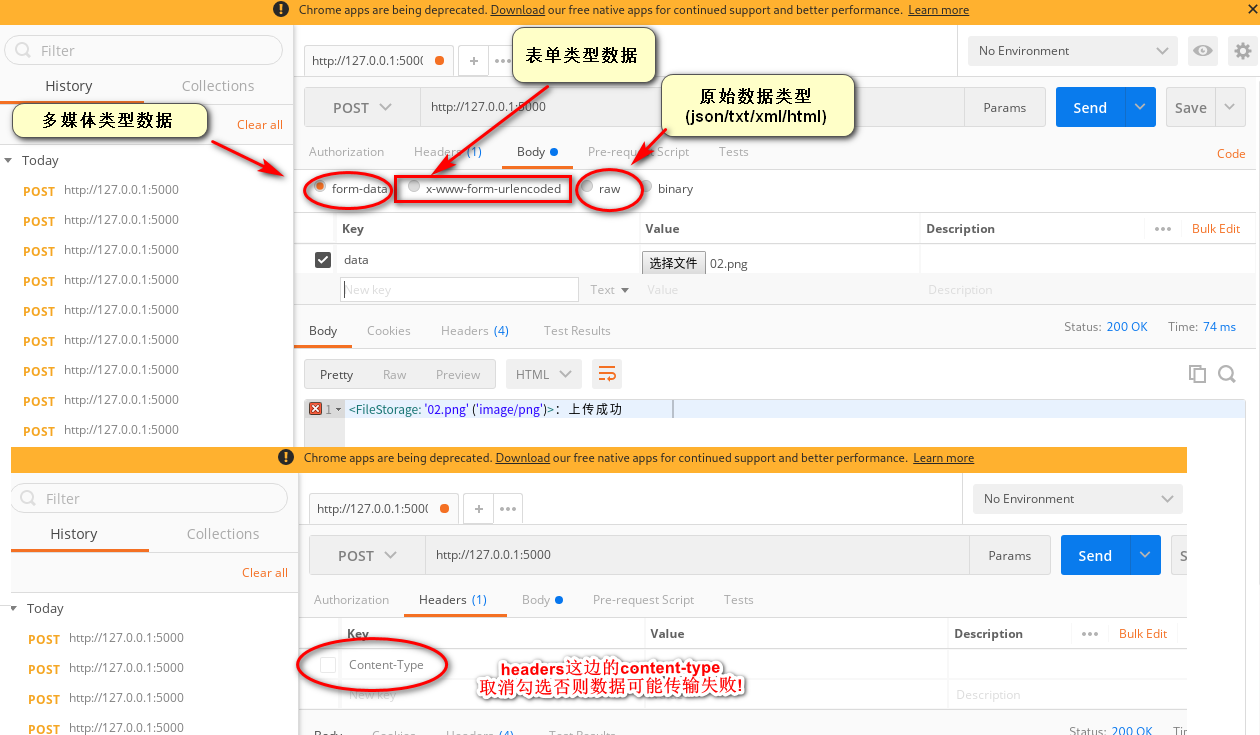 Chrome apps are being deprecated. Download our free native apps for continued support and better performance. Learn more
Filter
History Collections
Clear all
多媒体类型数据
表单类型数据
原始数据类型
(json/txt/xml/html)
http://127.0.0.1:5000
No Environment
POST http://127.0.0.1:5000 Params Send Save
Authorization Headers (1) Body Tests
Code
form-data x-www-form-urlencoded raw binary
Today
POST http://127.0.0.1:5000
POST http://127.0.0.1:5000
POST http://127.0.0.1:5000
POST http://127.0.0.1:5000
POST http://127.0.0.1:5000
POST http://127.0.0.1:5000
POST http://127.0.0.1:5000
POST http://127.0.0.1:5000
POST http://127.0.0.1:5000
Key Value Description ••• Bulk Edit
data 选择文件 02.png
New key Text Value Description
Body Cookies Headers (4) Test Results Status: 200 OK Time: 74 ms
Pretty Raw Preview HTML
1 <FileStorage: '02.png' ('image/png')>: 上传成功
Chrome apps are being deprecated. Download our free native apps for continued support and better performance. Learn more
Filter
History Collections
Clear all
http://127.0.0.1:5000
No Environment
POST http://127.0.0.1:5000 Params Send S
Authorization Headers (1) Body Pre-request Script Tests
Today
POST http://127.0.0.1:5000
POST http://127.0.0.1:5000
POST http://127.0.0.1:5000
POST http://127.0.0.1:5000
Key Value Description ••• Bulk Edit
Content-Type
headers这边的content-type
取消勾选否则数据可能传输失败!
New key Description
Body Cookies Headers (4) Test Results Status: 200 OK